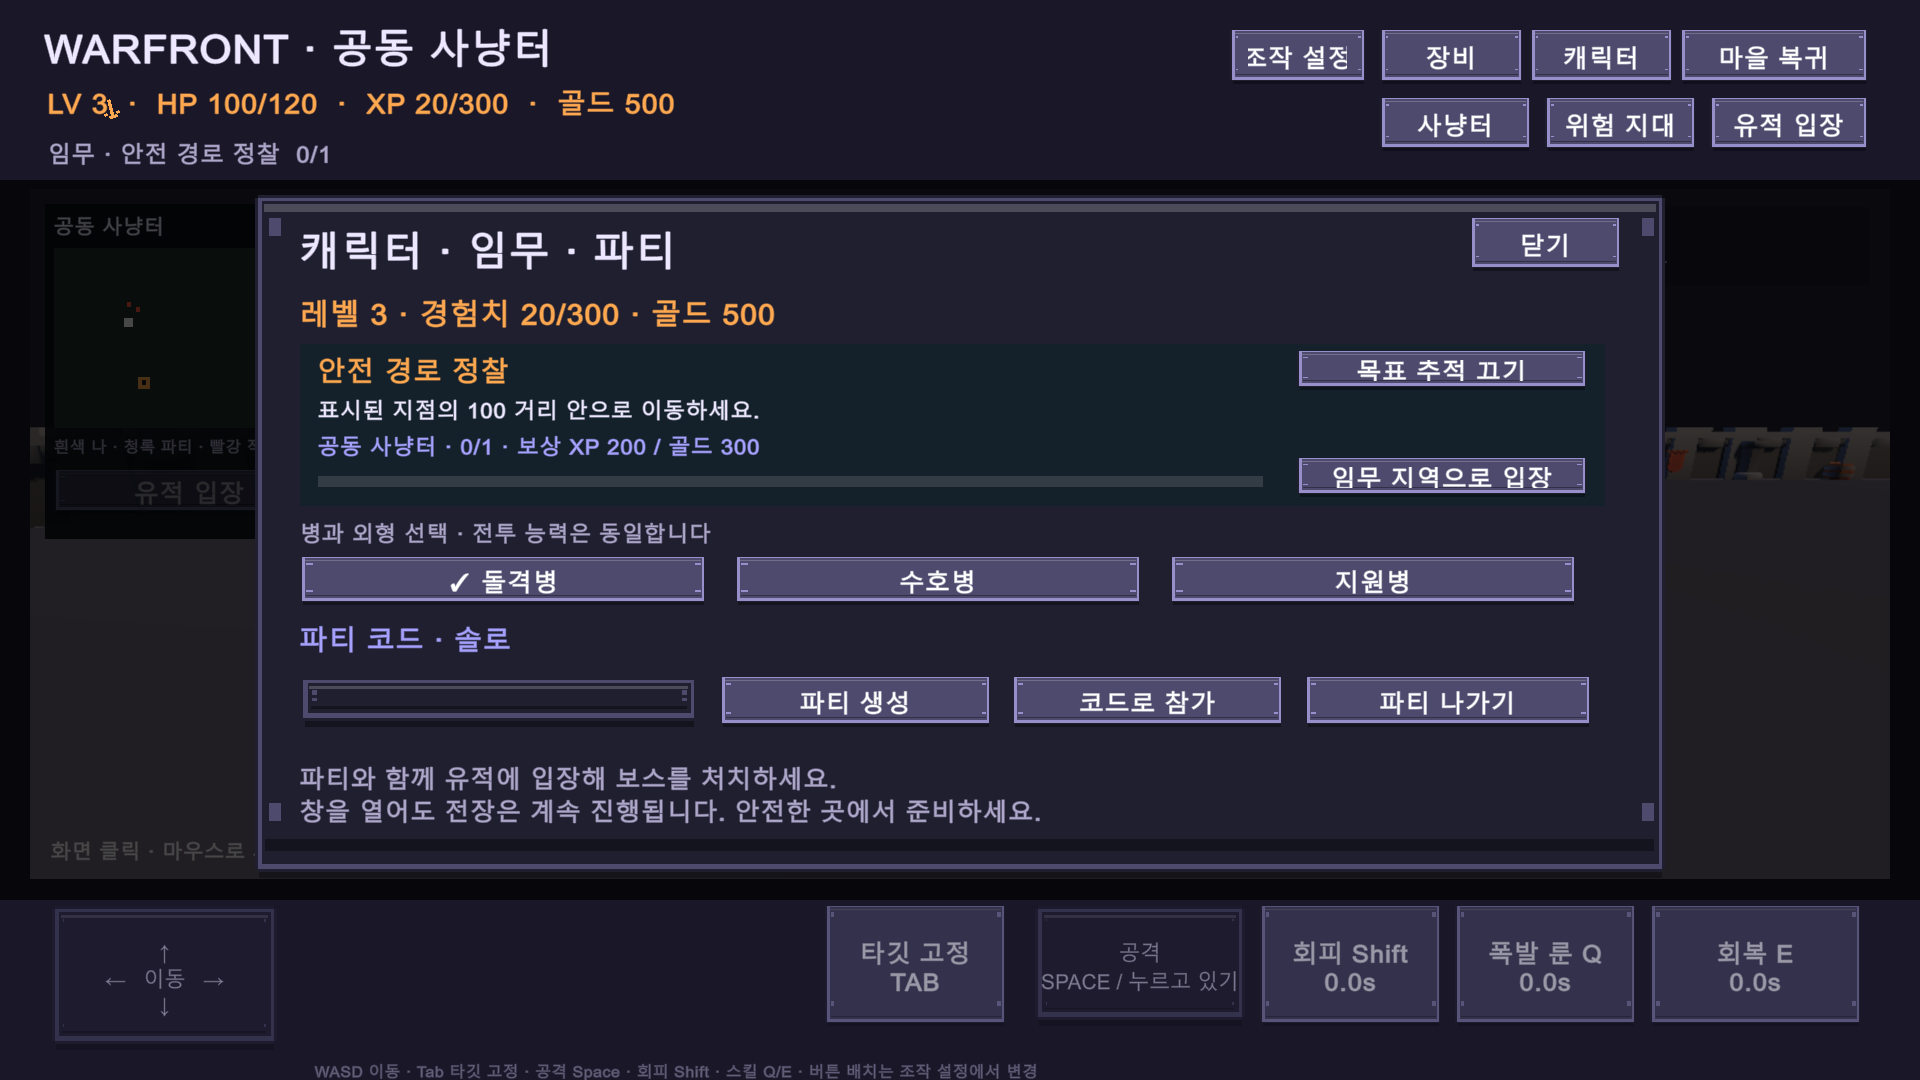 WARFRONT · 공동 사냥터
조작 설정
장비
캐릭터
마을 복귀
LV 3 · HP 100/120 · XP 20/300 · 골드 500
사냥터
위험 지대
유적 입장
임무 · 안전 경로 정찰 0/1
공동 사냥터
캐릭터 · 임무 · 파티
닫기
레벨 3 · 경험치 20/300 · 골드 500
안전 경로 정찰
목표 추적 끄기
표시된 지점의 100 거리 안으로 이동하세요.
공동 사냥터 · 0/1 · 보상 XP 200 / 골드 300
임무 지역으로 입장
흰색 나 · 청록 파티 · 빨강
유적 입장
병과 외형 선택 · 전투 능력은 동일합니다
✓ 돌격병
수호병
지원병
파티 코드 · 솔로
파티 생성
코드로 참가
파티 나가기
파티와 함께 유적에 입장해 보스를 처치하세요.
창을 열어도 전장은 계속 진행됩니다. 안전한 곳에서 준비하세요.
화면 클릭 · 마우스로
↑
← 이동 →
↓
타깃 고정
TAB
공격
SPACE / 누르고 있기
회피 Shift
0.0s
폭발 룬 Q
0.0s
회복 E
0.0s
WASD 이동 · Tab 타깃 고정 · 공격 Space · 회피 Shift · 스킬 Q/E · 버튼 배치는 조작 설정에서 변경